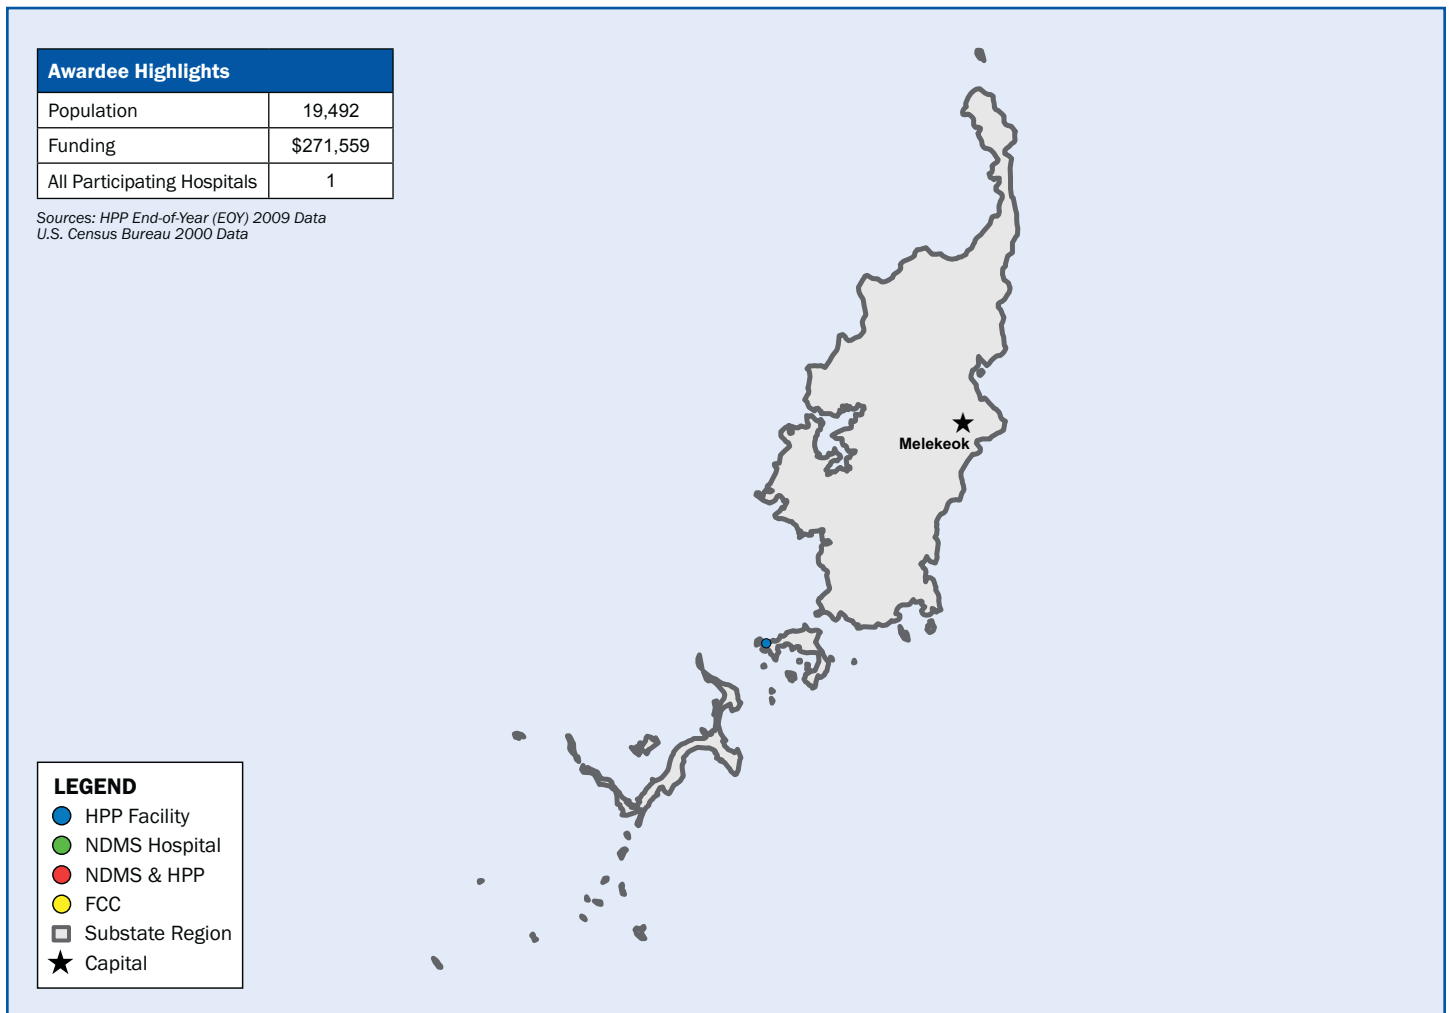 Awardee Highlights
Population 19,492
Funding $271,559
All Participating Hospitals 1
Sources: HPP End-of-Year (EOY) 2009 Data
U.S. Census Bureau 2000 Data
Melekeok
LEGEND
HPP Facility
NDMS Hospital
NDMS & HPP
FCC
Substate Region
Capital